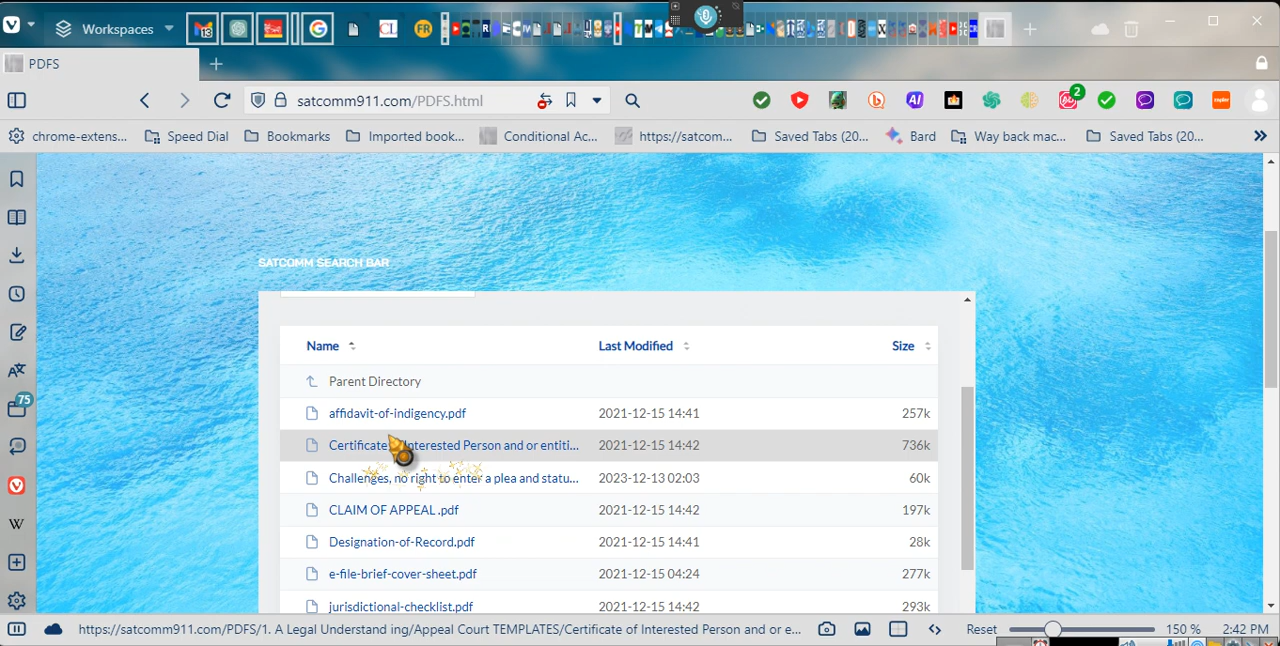 Workspaces
13
CL
FR
PDFS
satcomm911.com/PDFS.html
AI
2
chrome-extens...
Speed Dial
Bookmarks
Imported book...
Conditional Ac...
https://satcom...
Saved Tabs (20...
Bard
Way back mac...
Saved Tabs (20...
75
W
SATCOMM SEARCH BAR
Name Last Modified Size
Parent Directory
affidavit-of-indigency.pdf 2021-12-15 14:41 257k
Certificate Interested Person and or entiti... 2021-12-15 14:42 736k
Challenges, no right to enter a plea and statu... 2023-12-13 02:03 60k
CLAIM OF APPEAL .pdf 2021-12-15 14:42 197k
Designation-of-Record.pdf 2021-12-15 14:41 28k
e-file-brief-cover-sheet.pdf 2021-12-15 04:24 277k
jurisdictional-checklist.pdf 2021-12-15 14:42 293k
https://satcomm911.com/PDFS/1. A Legal Understand ing/Appeal Court TEMPLATES/Certificate of Interested Person and or e...
Reset 150 % 2:42 PM